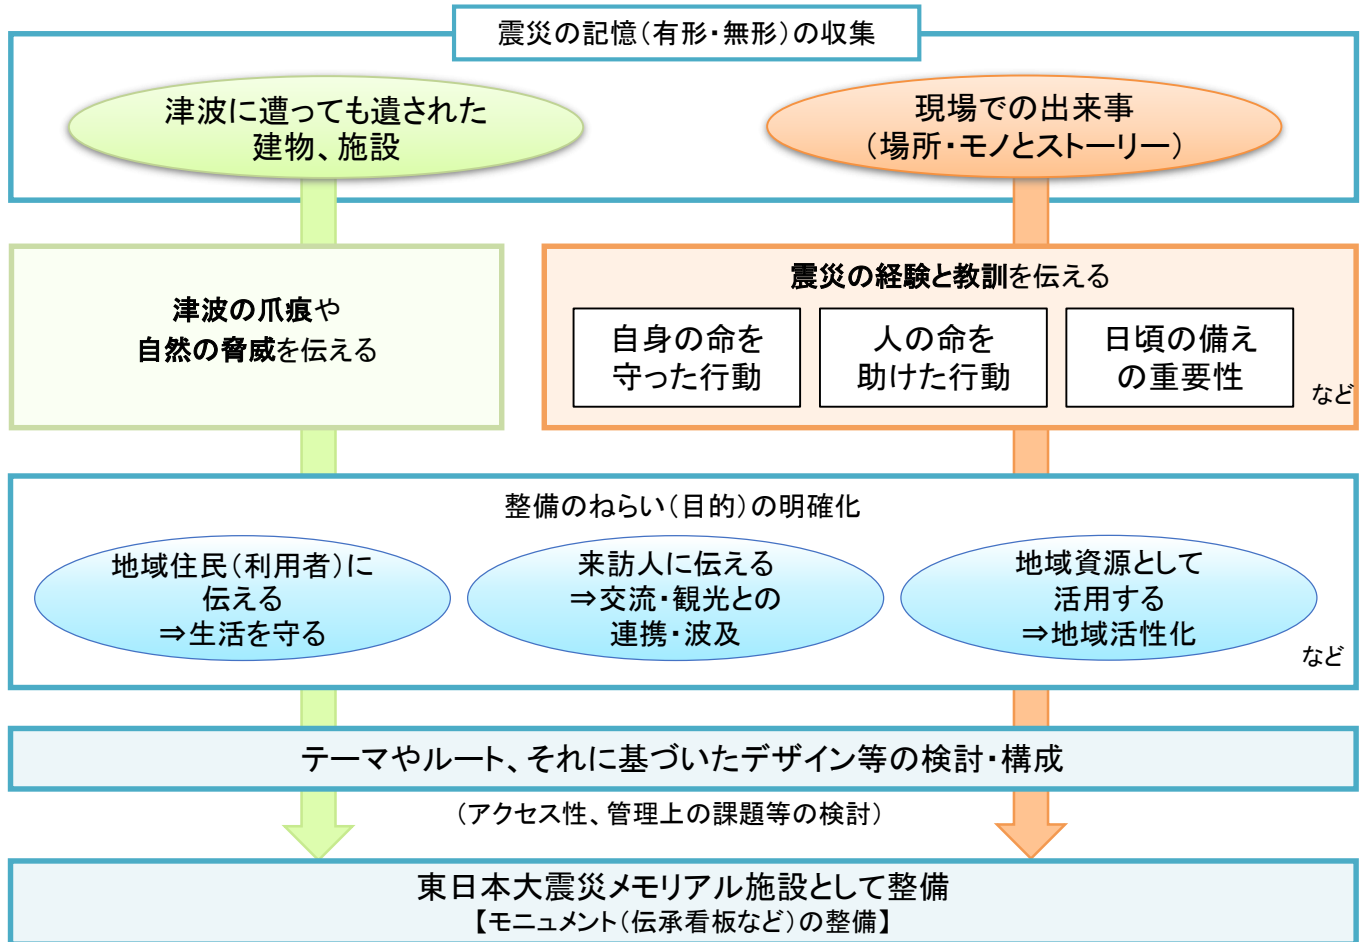 震災の記憶(有形・無形)の収集
津波に遭っても遺された
建物、施設
現場での出来事
(場所・モノとストーリー)
津波の爪痕や
自然の脅威を伝える
震災の経験と教訓を伝える
自身の命を
守った行動
人の命を
助けた行動
日頃の備え
の重要性
など
整備のねらい(目的)の明確化
地域住民(利用者)に
伝える
⇒生活を守る
来訪人に伝える
⇒交流・観光との
連携・波及
地域資源として
活用する
⇒地域活性化
など
テーマやルート、それに基づいたデザイン等の検討・構成
(アクセス性、管理上の課題等の検討)
東日本大震災メモリアル施設として整備
【モニュメント(伝承看板など)の整備】